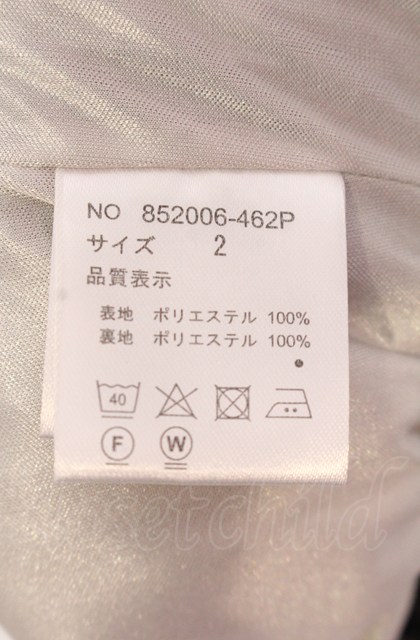 NO 852006-462P
サイズ 2
品質表示
表地 ポリエステル 100%
裏地 ポリエステル 100%
40
F W
setchild